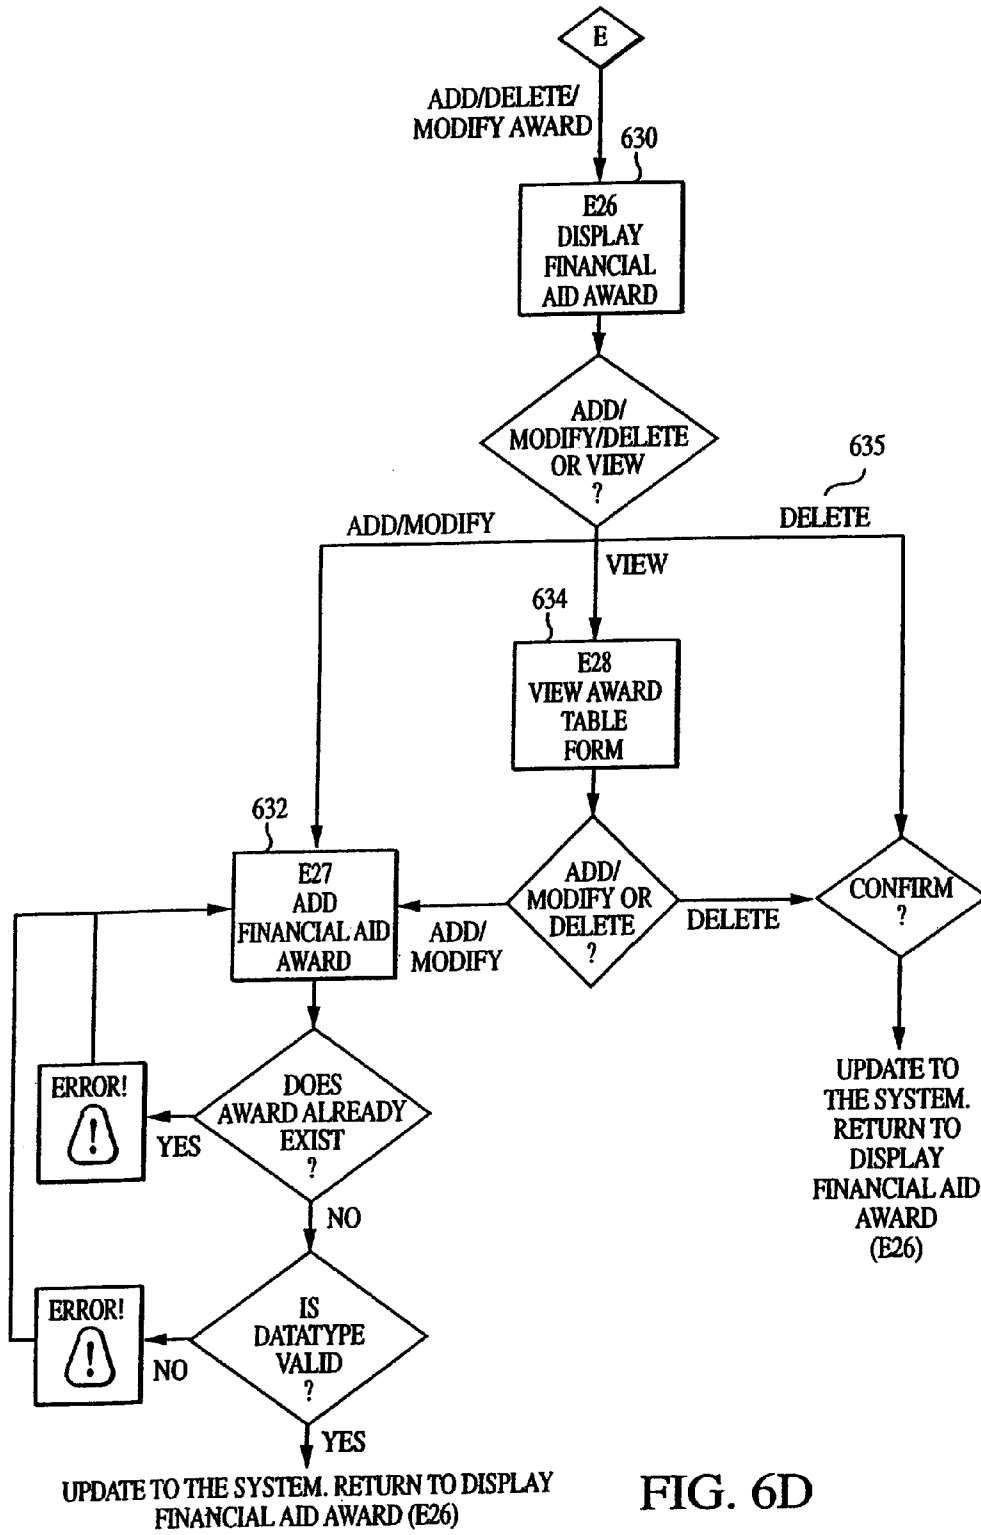 E
ADD/DELETE/
MODIFY AWARD
630
E26
DISPLAY
FINANCIAL
AID AWARD
ADD/
MODIFY/DELETE
OR VIEW
?
635
ADD/MODIFY
DELETE
VIEW
634
E28
VIEW AWARD
TABLE
FORM
632
E27
ADD
FINANCIAL AID
AWARD
ADD/
MODIFY
ADD/
MODIFY OR
DELETE
?
DELETE
CONFIRM
?
ERROR!
!
YES
DOES
AWARD ALREADY
EXIST
?
UPDATE TO
THE SYSTEM.
RETURN TO
DISPLAY
FINANCIAL AID
AWARD
(E26)
NO
ERROR!
!
NO
IS
DATATYPE
VALID
?
YES
UPDATE TO THE SYSTEM. RETURN TO DISPLAY
FINANCIAL AID AWARD (E26)
FIG. 6D